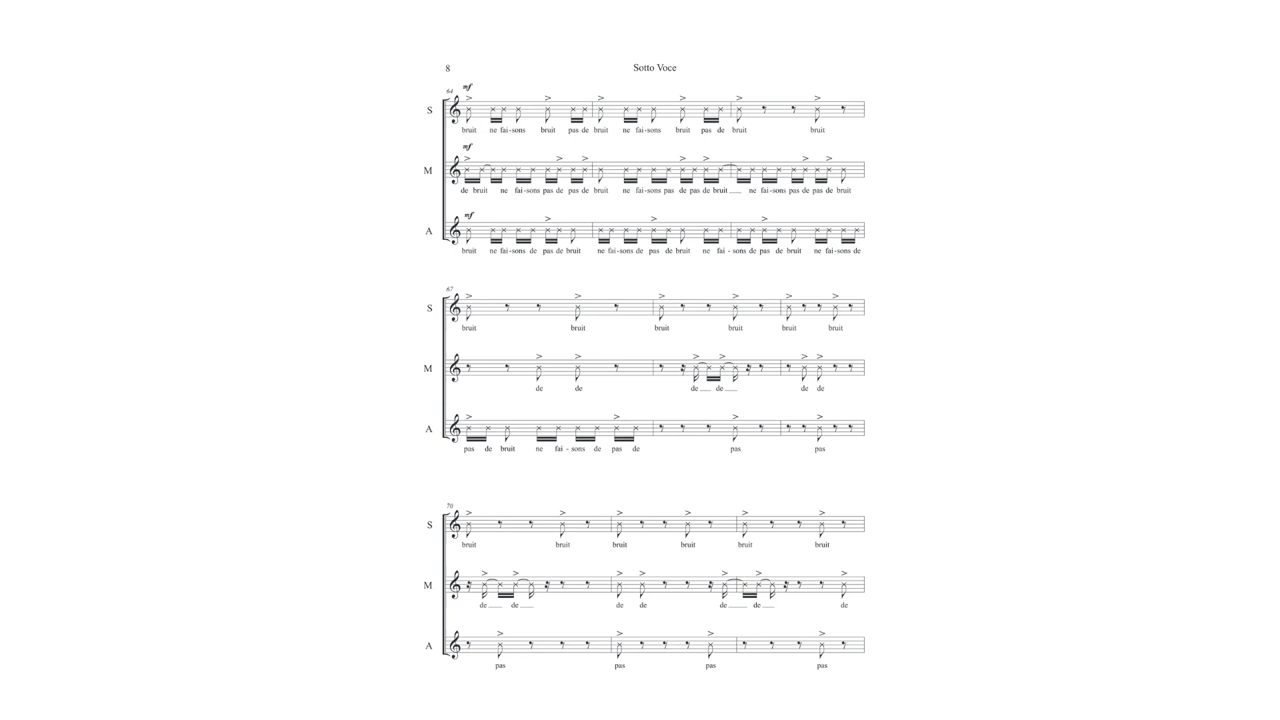 8 Sotto Voce
64 mf
S
bruit ne fai-sons bruit pas de bruit ne fai-sons bruit pas de bruit bruit
mf
M
de bruit ne fai-sons pas de pas de bruit ne fai-sons pas de pas de bruit ne fai-sons pas de pas de bruit
mf
A
bruit ne fai-sons de pas de bruit ne fai-sons de pas de bruit ne fai - sons de pas de bruit ne fai-sons de
67
S
bruit bruit bruit bruit bruit bruit
M
de de de de de de
A
pas de bruit ne fai - sons de pas de pas pas
70
S
bruit bruit bruit bruit bruit bruit
M
de de de de de de de
A
pas pas pas pas